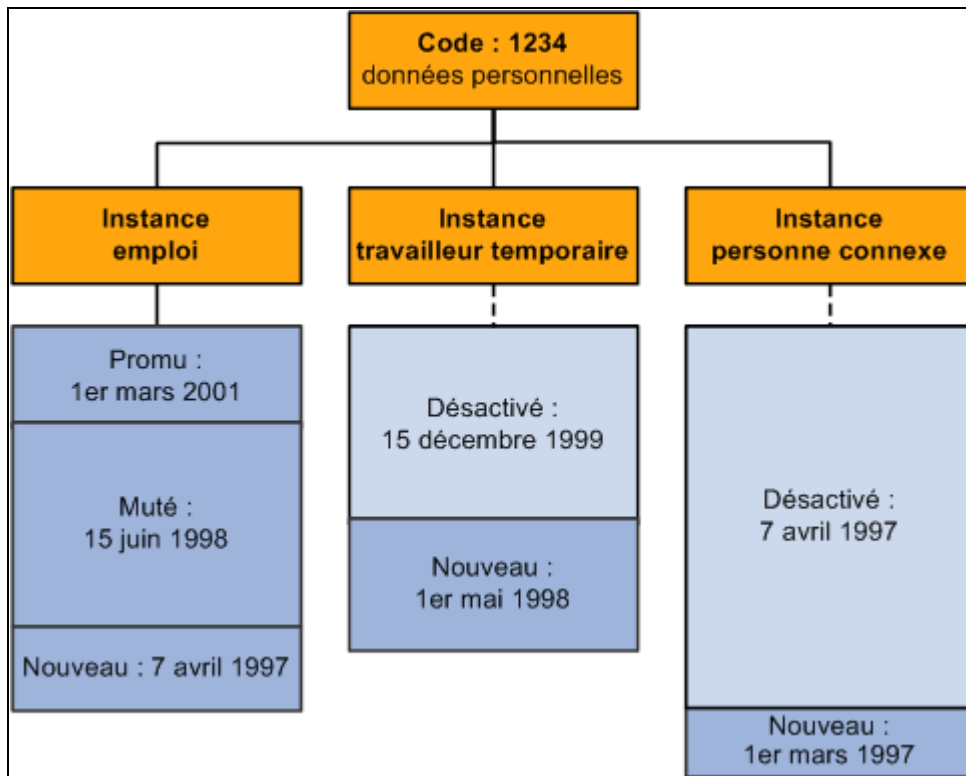 Code : 1234
données personnelles
Instance
emploi
Instance
travailleur temporaire
Instance
personne connexe
Promu :
1er mars 2001
Muté :
15 juin 1998
Nouveau : 7 avril 1997
Désactivé :
15 décembre 1999
Nouveau :
1er mai 1998
Désactivé :
7 avril 1997
Nouveau :
1er mars 1997